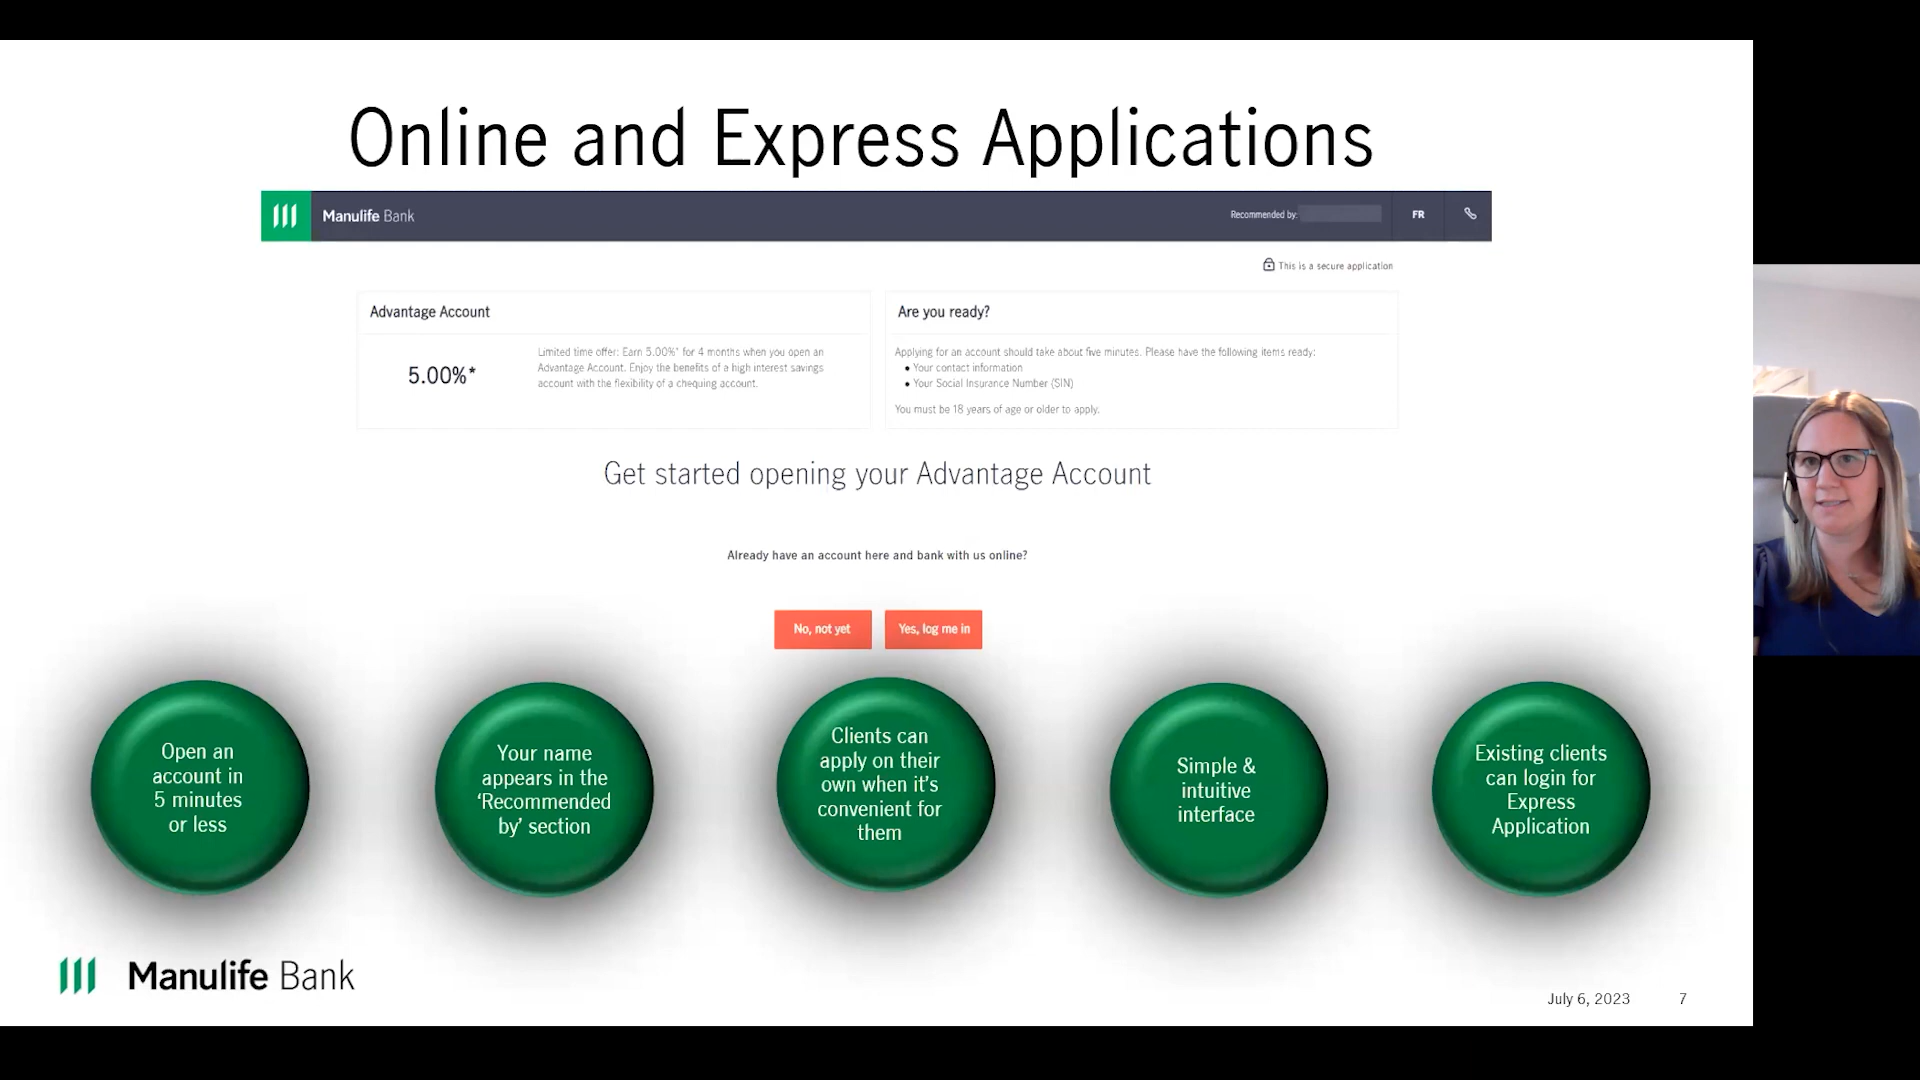 Online and Express Applications
Manulife Bank
Recommended by:
FR
This is a secure application
Advantage Account
5.00%*
Limited time offer: Earn 5.00%* for 4 months when you open an
Advantage Account. Enjoy the benefits of a high interest savings
account with the flexibility of a chequing account.
Are you ready?
Applying for an account should take about five minutes. Please have the following items ready:
• Your contact information
• Your Social Insurance Number (SIN)
You must be 18 years of age or older to apply.
Get started opening your Advantage Account
Already have an account here and bank with us online?
No, not yet
Yes, log me in
Open an
account in
5 minutes
or less
Your name
appears in the
‘Recommended
by’ section
Clients can
apply on their
own when it’s
convenient for
them
Simple &
intuitive
interface
Existing clients
can login for
Express
Application
Manulife Bank
July 6, 2023
7